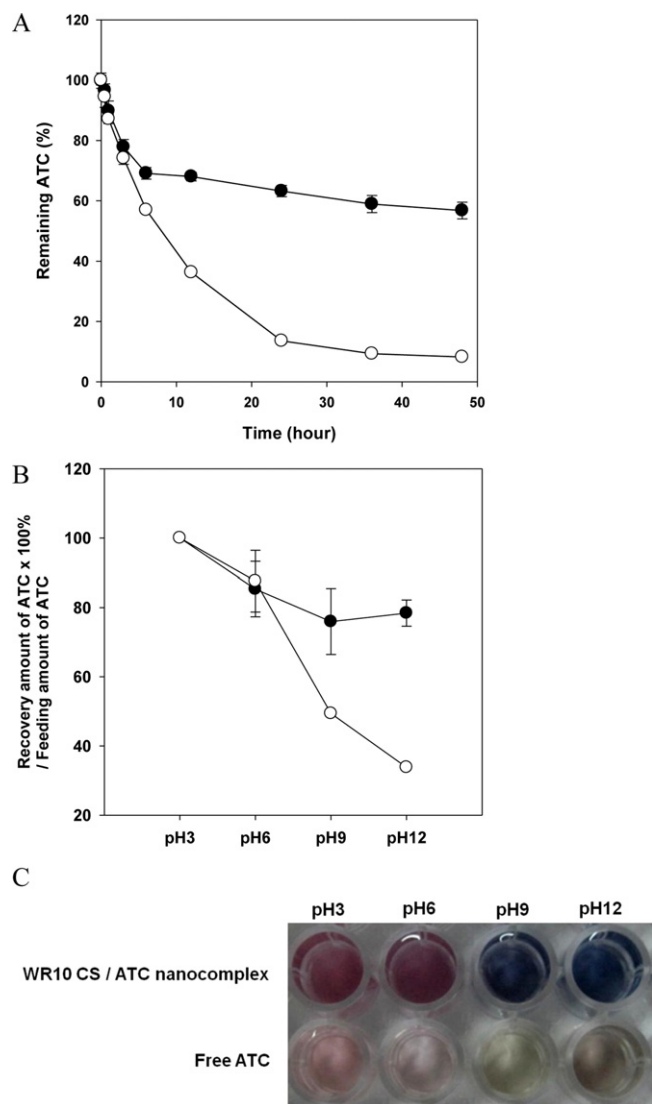 A
120
100
80
60
40
20
0
Remaining ATC (%)
0 10 20 30 40 50
Time (hour)
B
120
100
80
60
40
20
Recovery amount of ATC x 100%
/ Feeding amount of ATC
pH3 pH6 pH9 pH12
C
pH3 pH6 pH9 pH12
WR10 CS / ATC nanocomplex
Free ATC